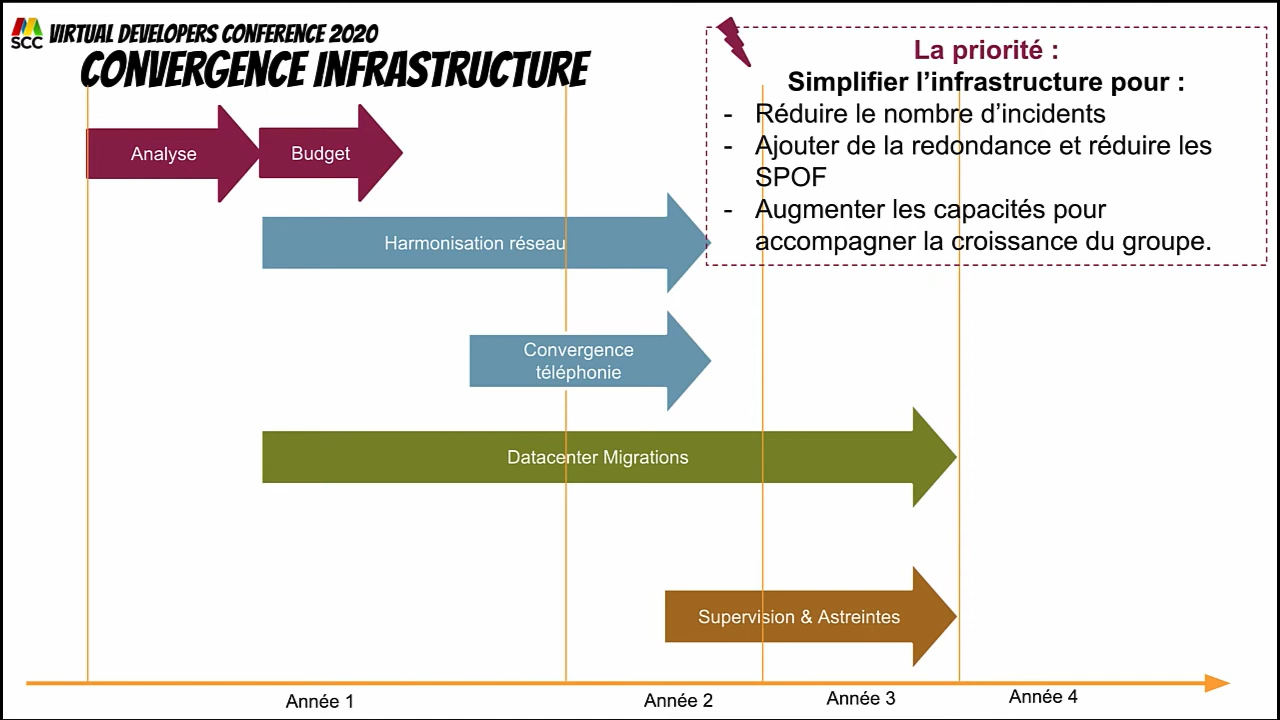 SCC
VIRTUAL DEVELOPERS CONFERENCE 2020
CONVERGENCE INFRASTRUCTURE
La priorité :
Simplifier l’infrastructure pour :
- Réduire le nombre d’incidents
- Ajouter de la redondance et réduire les
SPOF
- Augmenter les capacités pour
accompagner la croissance du groupe.
Analyse
Budget
Harmonisation réseau
Convergence
téléphonie
Datacenter Migrations
Supervision & Astreintes
Année 1
Année 2
Année 3
Année 4